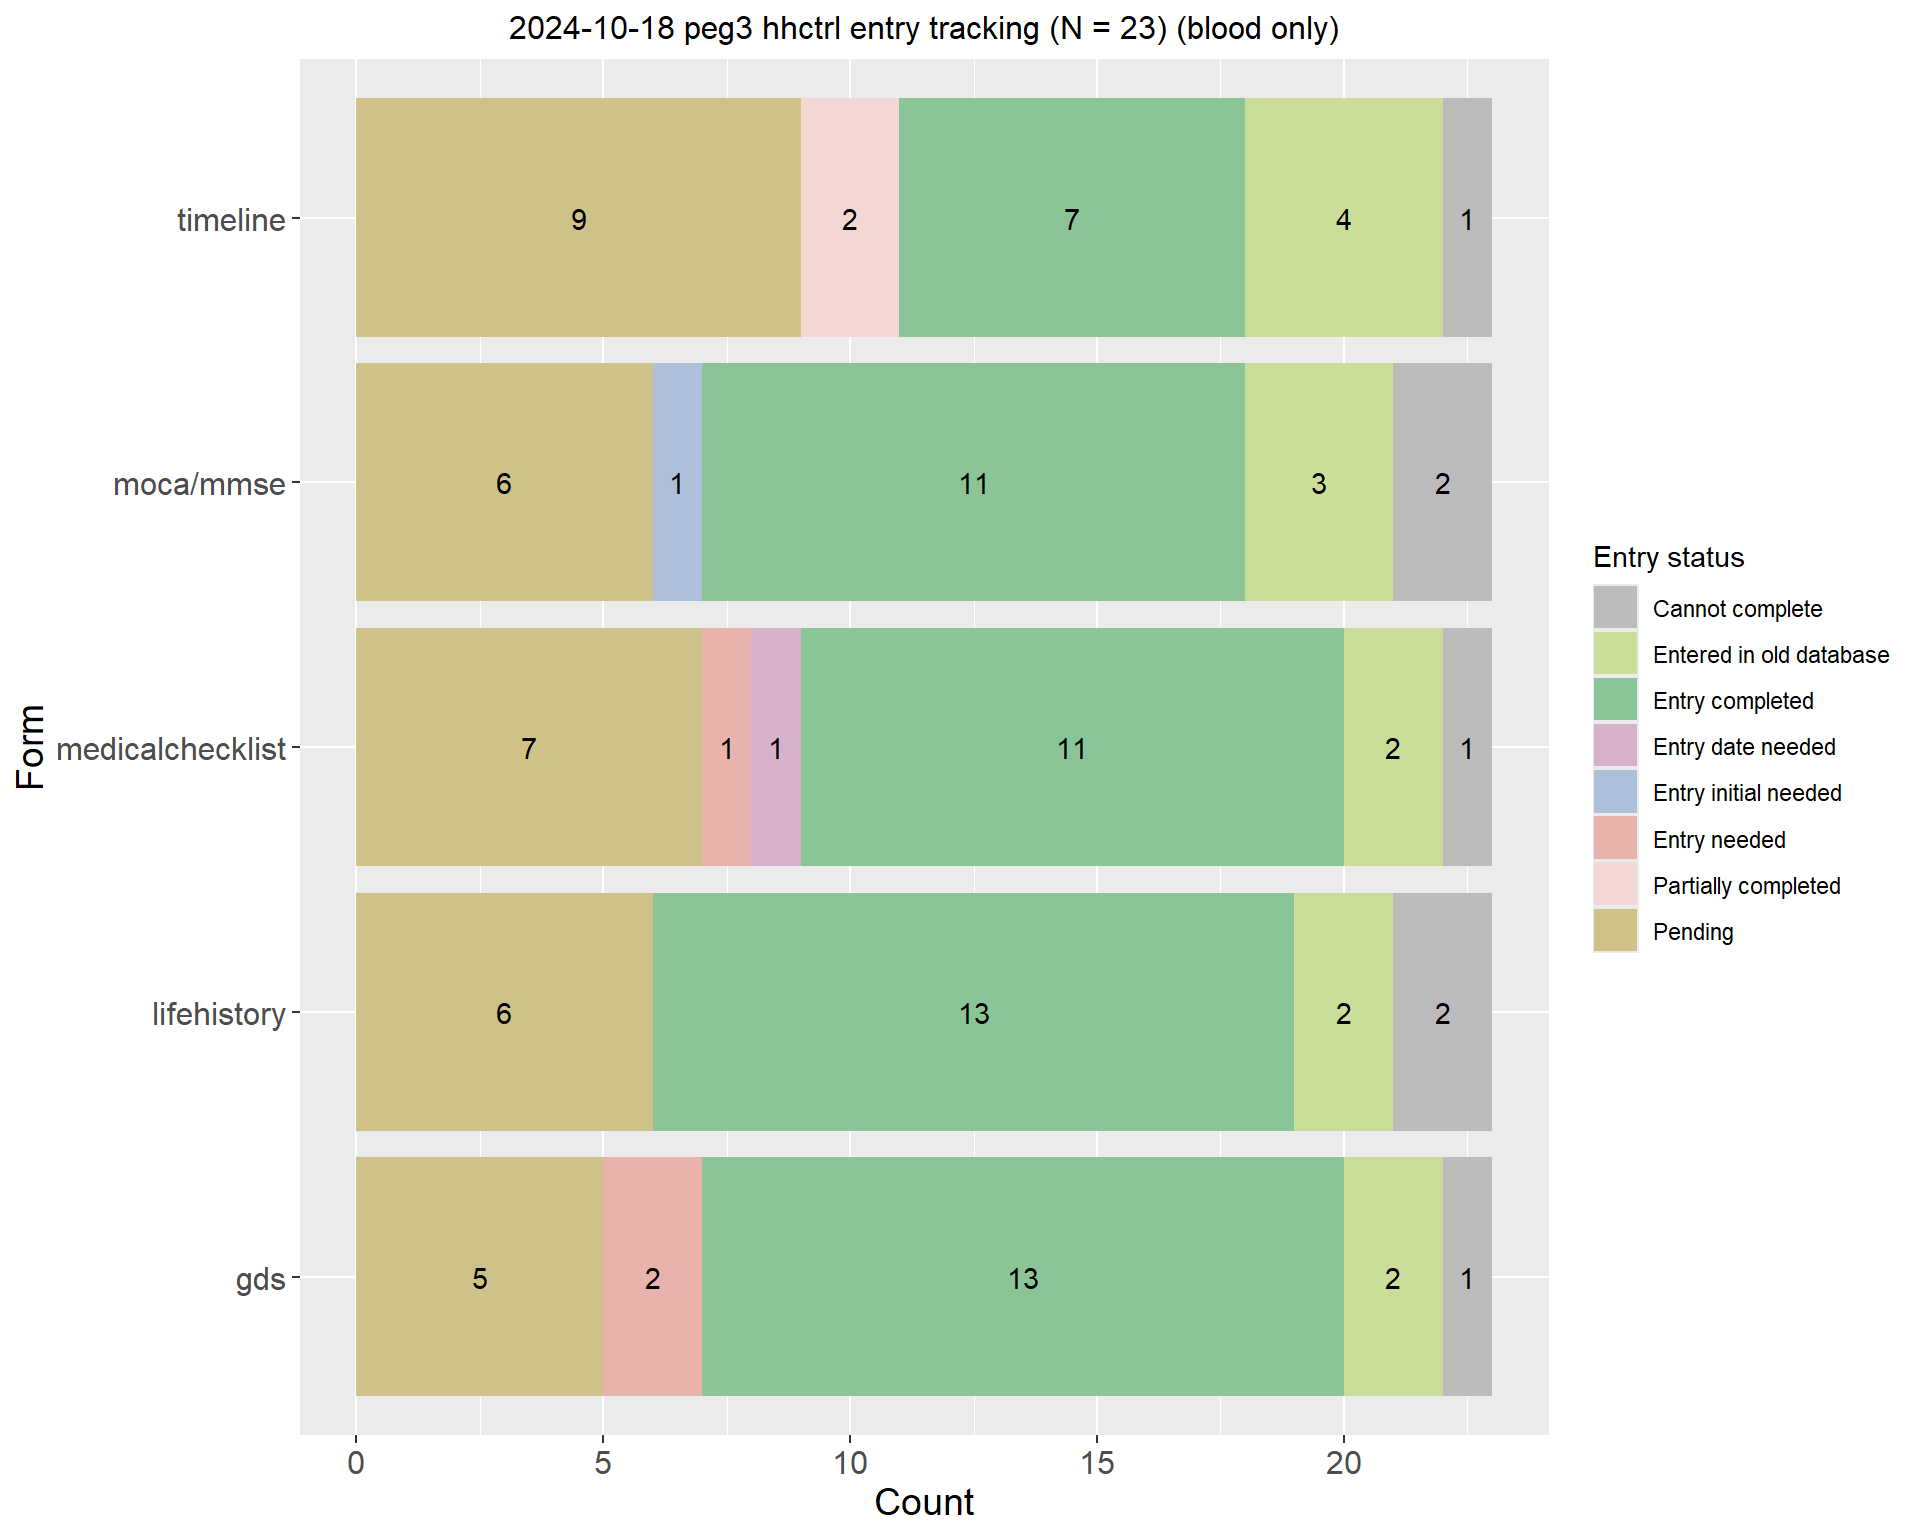 2024-10-18 peg3 hhctrl entry tracking (N = 23) (blood only)
timeline
9 2 7 4 1
moca/mmse
6 1 11 3 2
medicalchecklist
7 1 1 11 2 1
lifehistory
6 13 2 2
gds
5 2 13 2 1
Form
0 5 10 15 20
Count
Entry status
Cannot complete
Entered in old database
Entry completed
Entry date needed
Entry initial needed
Entry needed
Partially completed
Pending